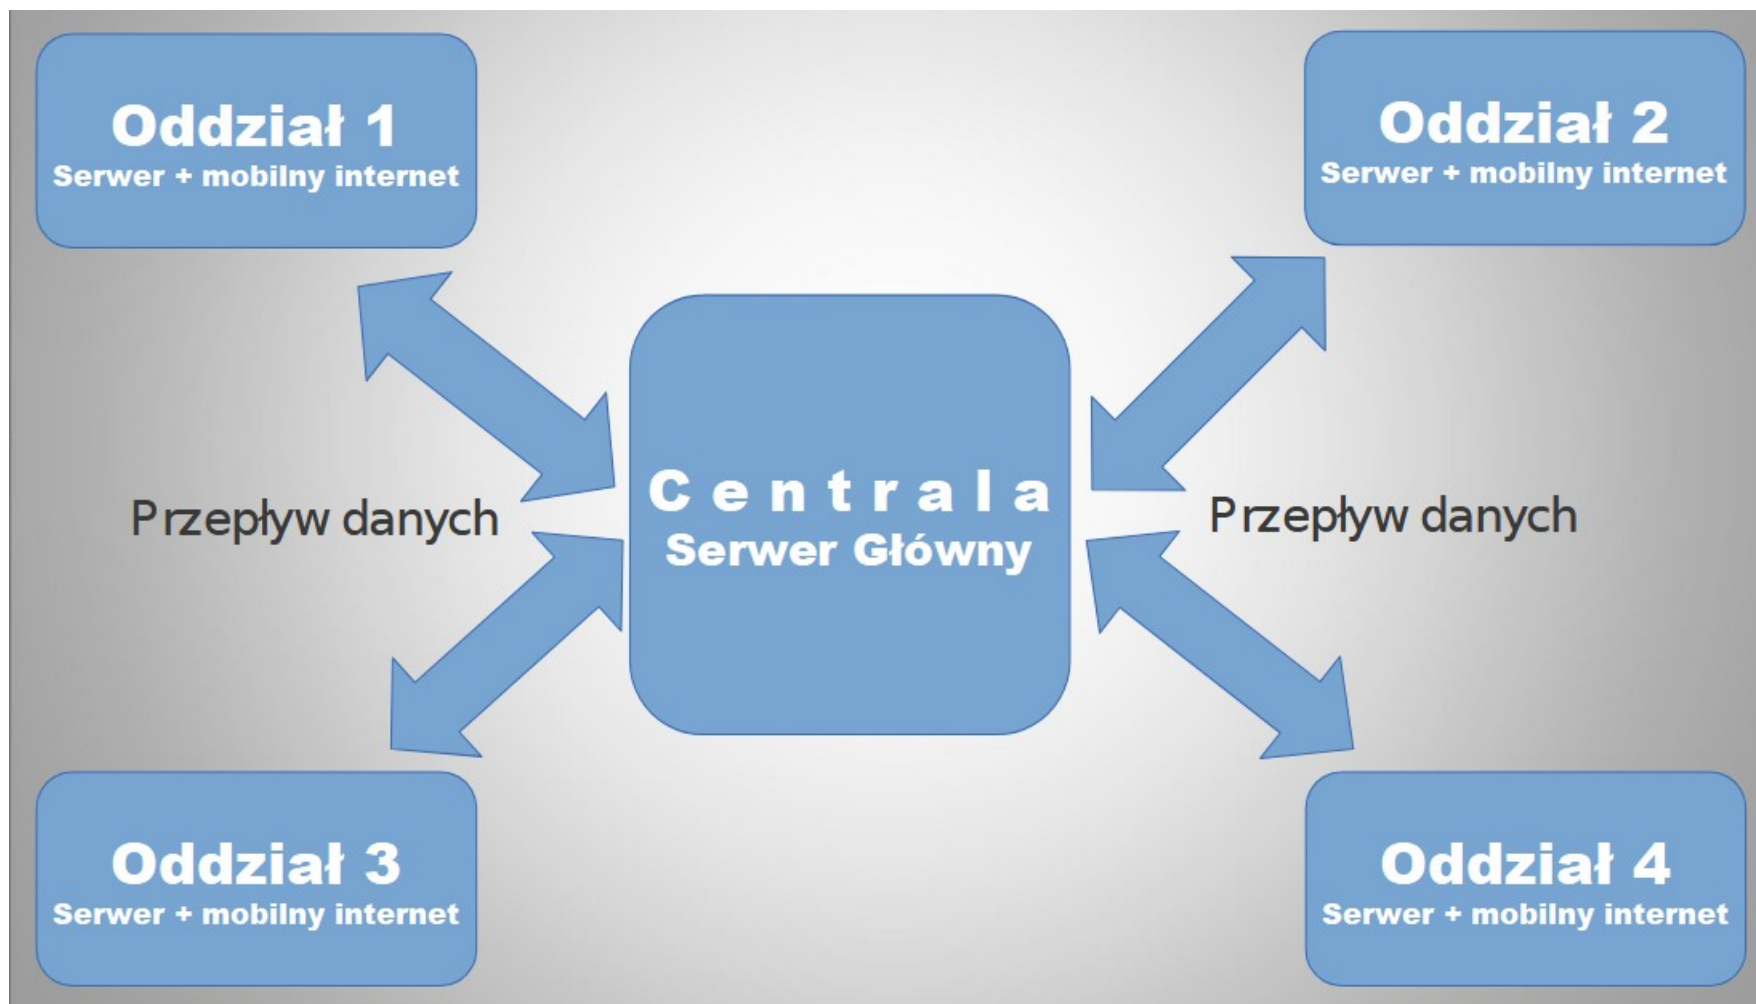 Oddział 1
Serwer + mobilny internet
Oddział 2
Serwer + mobilny internet
Centrala
Serwer Główny
Przepływ danych
Przepływ danych
Oddział 3
Serwer + mobilny internet
Oddział 4
Serwer + mobilny internet